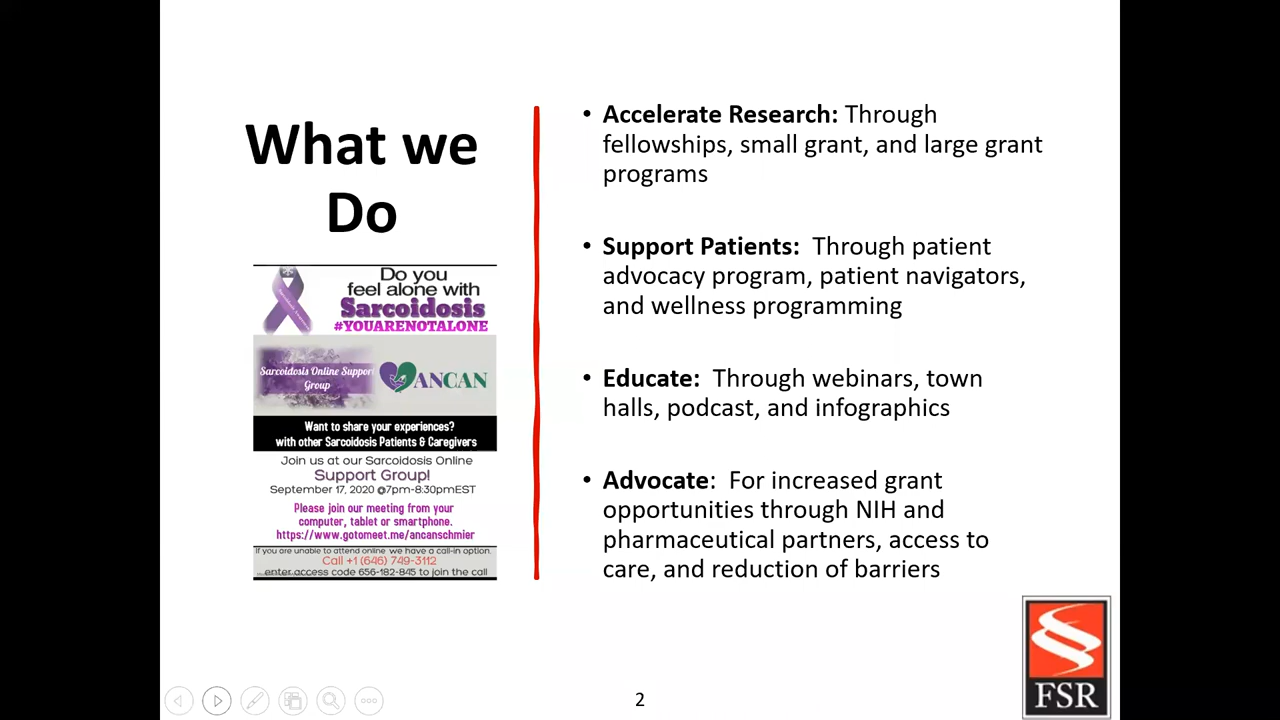 What we
Do
Do you
feel alone with
Sarcoidosis
#YOUARENOTALONE
Sarcoidosis Online Support
Group
ANCAN
Want to share your experiences?
with other Sarcoidosis Patients & Caregivers
Join us at our Sarcoidosis Online
Support Group!
September 17, 2020 @7pm-8:30pmEST
Please join our meeting from your
computer, tablet or smartphone.
https://www.gotomeet.me/ancanschmier
If you are unable to attend online we have a call-in option.
Call +1 (646) 749-3112
enter access code 656-182-845 to join the call
• Accelerate Research: Through
fellowships, small grant, and large grant
programs
• Support Patients: Through patient
advocacy program, patient navigators,
and wellness programming
• Educate: Through webinars, town
halls, podcast, and infographics
• Advocate: For increased grant
opportunities through NIH and
pharmaceutical partners, access to
care, and reduction of barriers
FSR
2